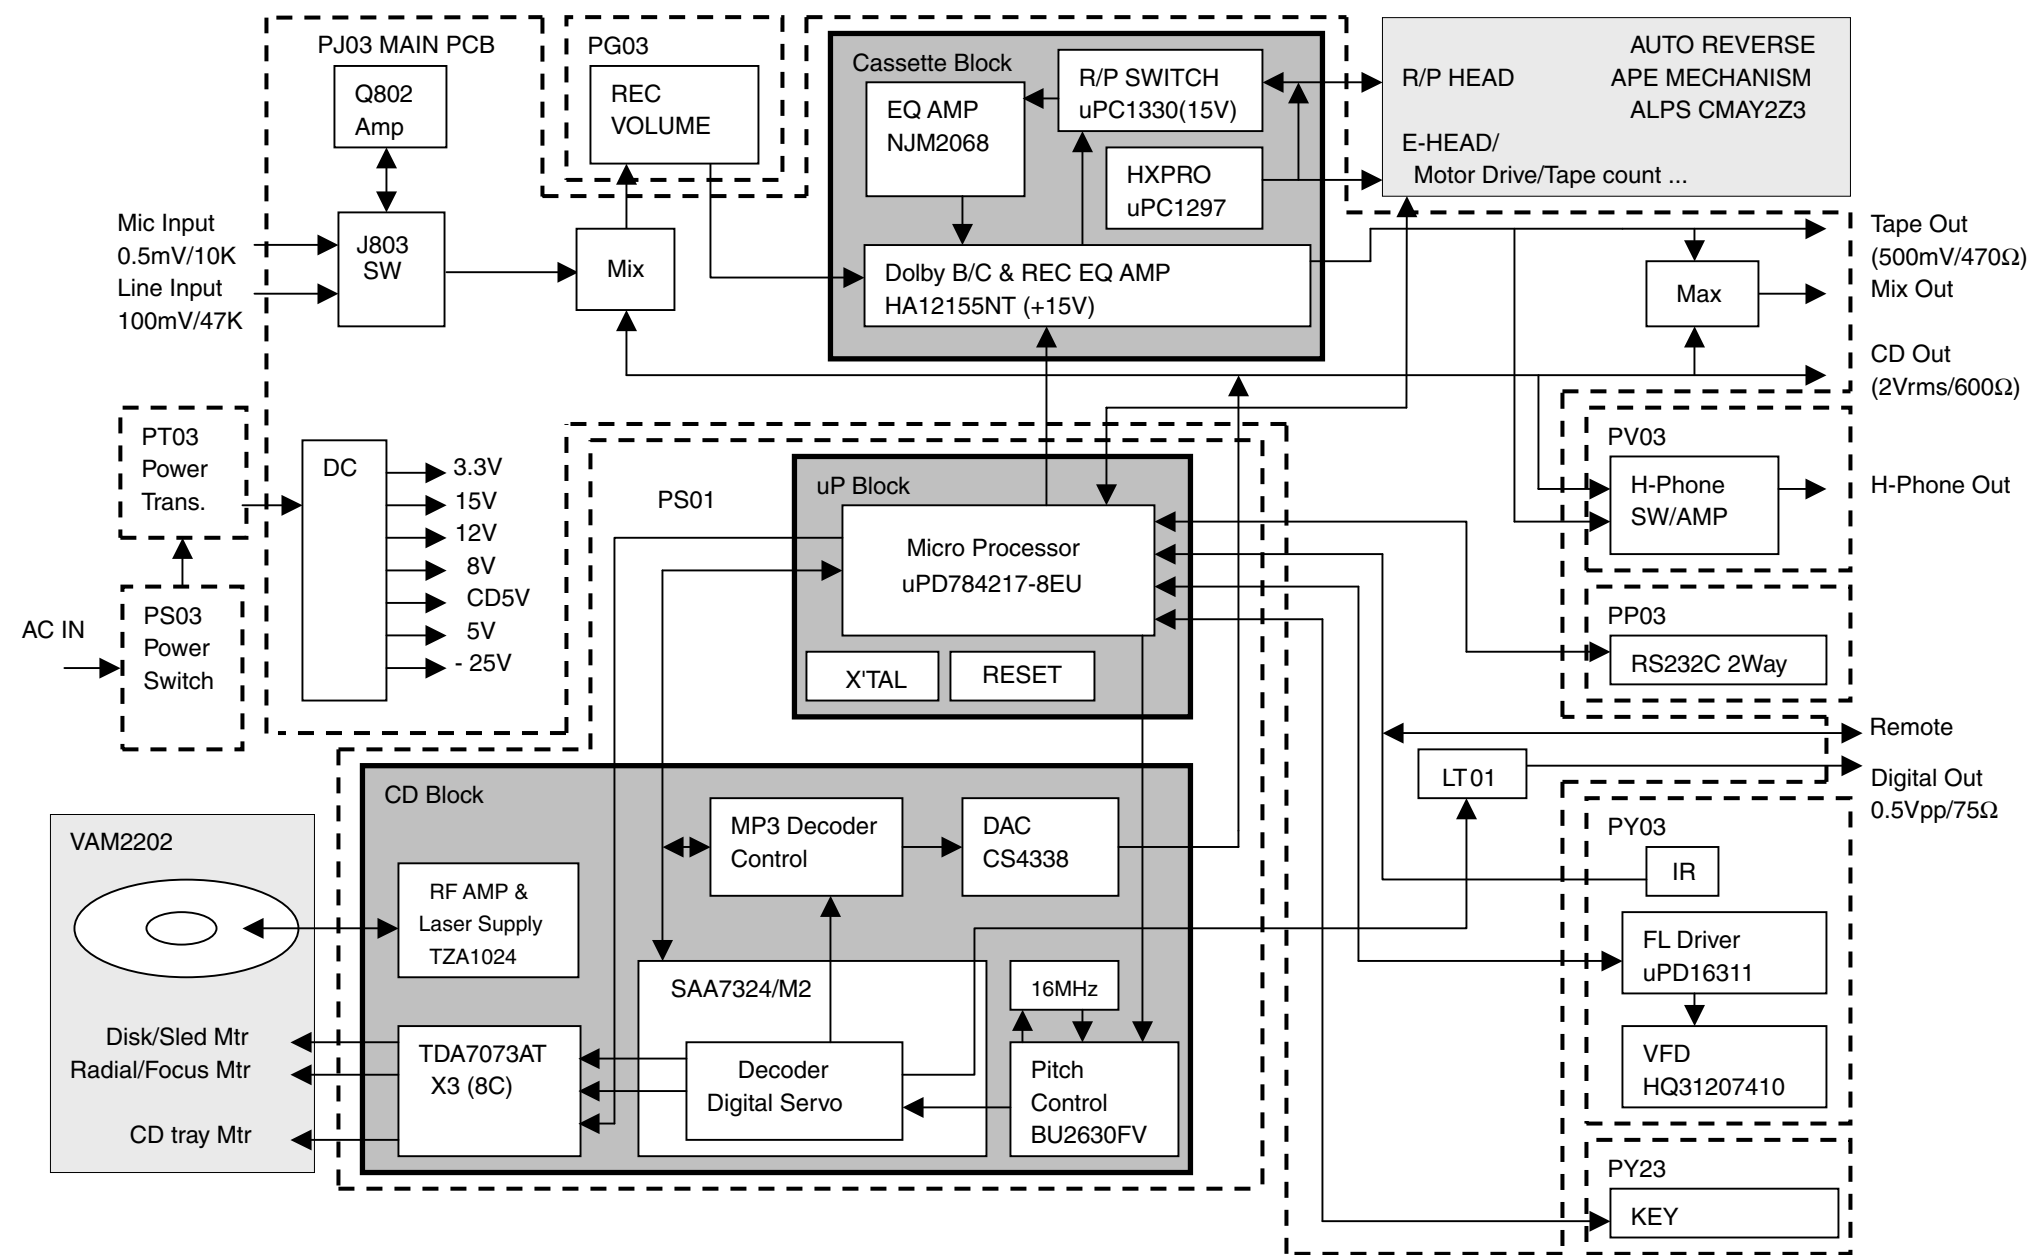 PJ03 MAIN PCB
Q802
Amp
PG03
REC
VOLUME
Cassette Block
EQ AMP
NJM2068
R/P SWITCH
uPC1330(15V)
HXPRO
uPC1297
Dolby B/C & REC EQ AMP
HA12155NT (+15V)
AUTO REVERSE
R/P HEAD
APE MECHANISM
ALPS CMAY2Z3
E-HEAD/
Motor Drive/Tape count ...
Mic Input
0.5mV/10K
Line Input
100mV/47K
J803
SW
Mix
Tape Out
(500mV/470Ω)
Max
Mix Out
CD Out
(2Vrms/600Ω)
PT03
Power
Trans.
PS03
Power
Switch
AC IN
DC
3.3V
15V
12V
8V
CD5V
5V
- 25V
PS01
uP Block
Micro Processor
uPD784217-8EU
X'TAL
RESET
PV03
H-Phone
SW/AMP
H-Phone Out
PP03
RS232C 2Way
Remote
LT01
Digital Out
0.5Vpp/75Ω
CD Block
MP3 Decoder
Control
DAC
CS4338
VAM2202
RF AMP &
Laser Supply
TZA1024
SAA7324/M2
16MHz
Disk/Sled Mtr
Radial/Focus Mtr
CD tray Mtr
TDA7073AT
X3 (8C)
Decoder
Digital Servo
Pitch
Control
BU2630FV
PY03
IR
FL Driver
uPD16311
VFD
HQ31207410
PY23
KEY